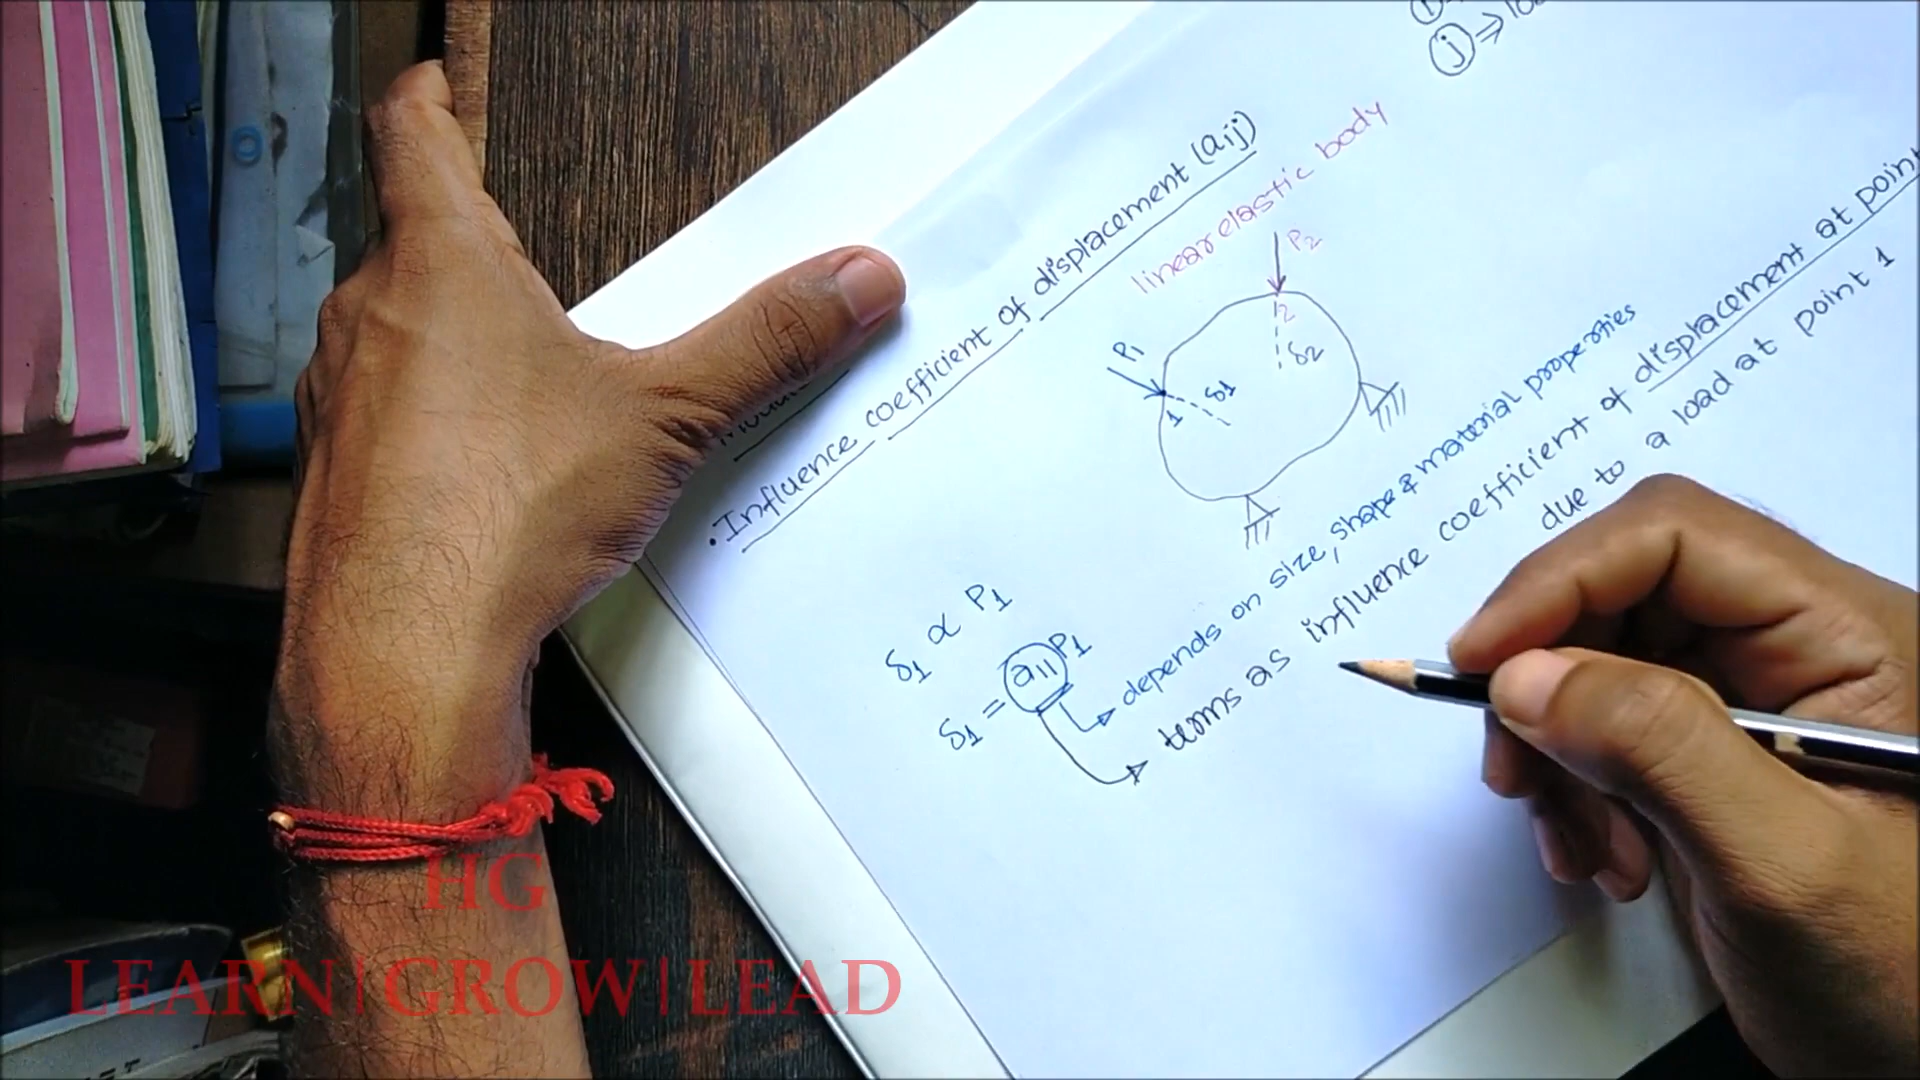 j ⇒
• Influence coefficient of displacement (aij)
linear elastic body
P2
2
δ2
P1
1
δ1
δ1 ∝ P1
δ1 = a11 P1
depends on size, shape & material properties
terms as influence coefficient of displacement at point
due to a load at point 1
HG
LEARN|GROW|LEAD